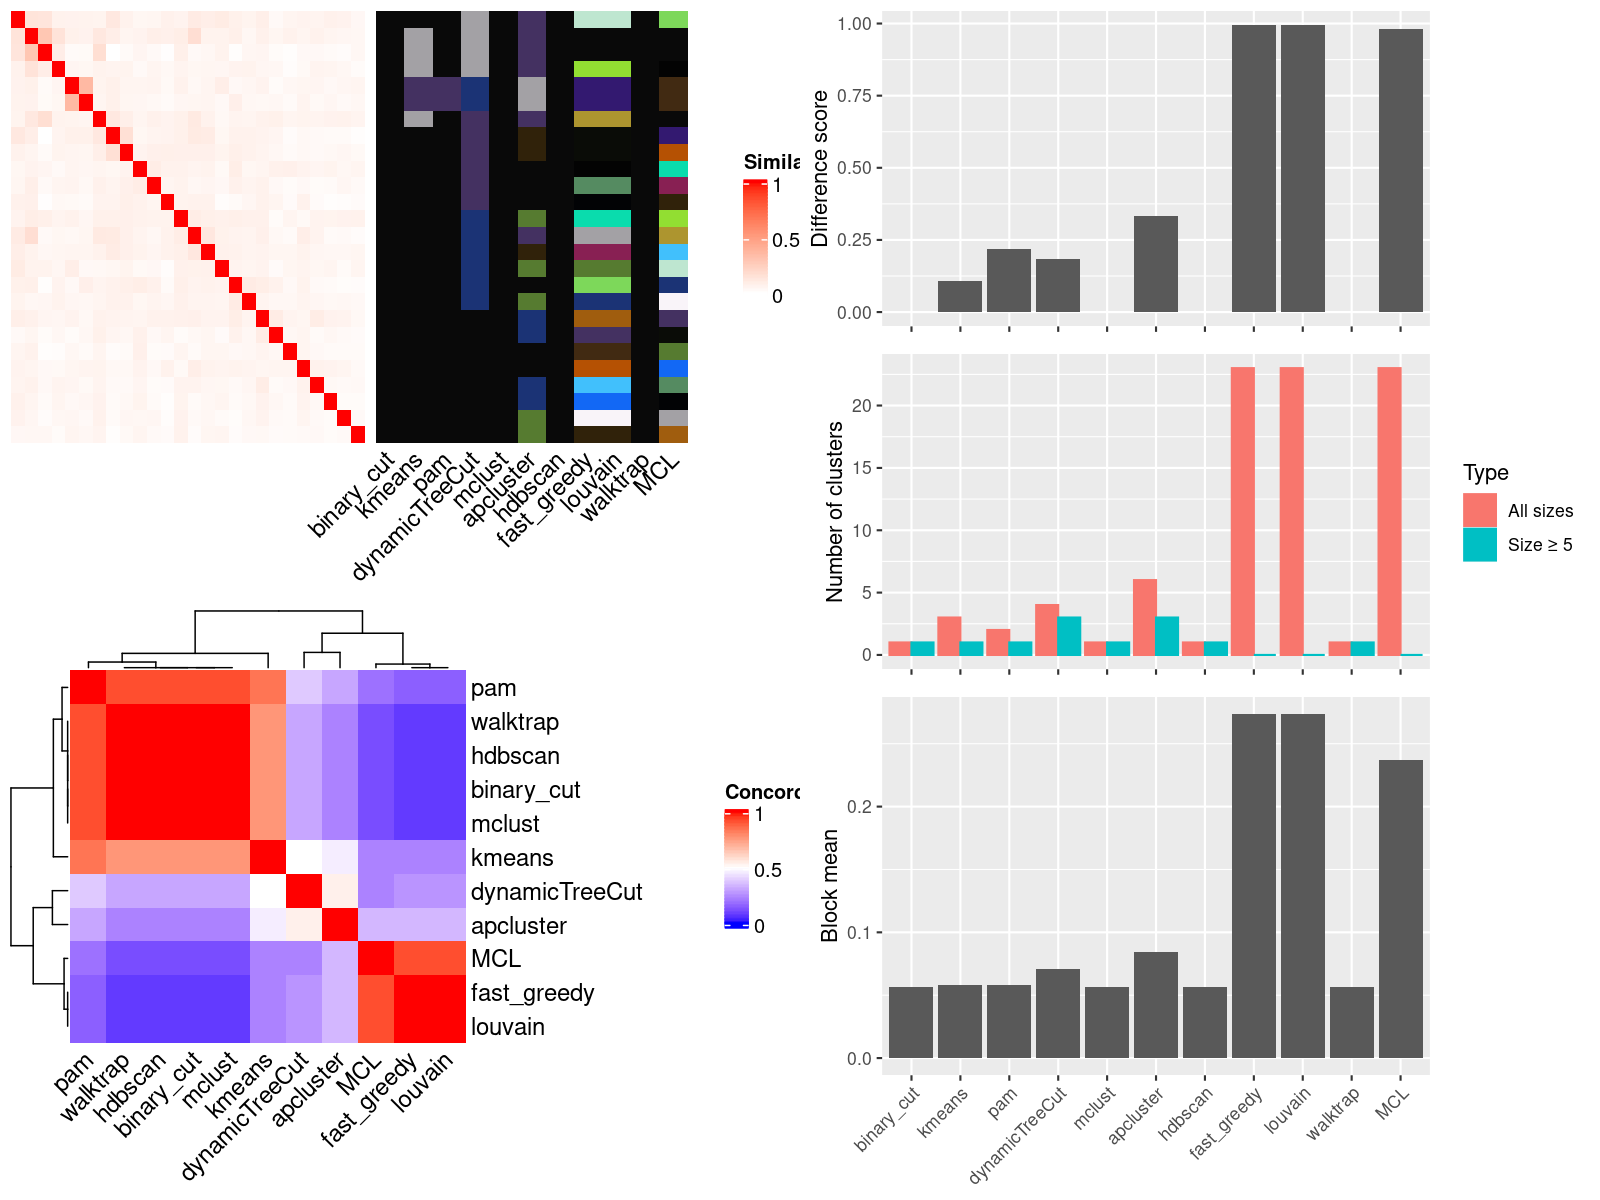 Simila
1
0.5
0
binary_cut
kmeans
pam
dynamicTreeCut
mclust
apcluster
hdbscan
fast_greedy
louvain
walktrap
MCL
pam
walktrap
hdbscan
binary_cut
mclust
kmeans
dynamicTreeCut
apcluster
MCL
fast_greedy
louvain
pam
walktrap
hdbscan
binary_cut
mclust
kmeans
dynamicTreeCut
apcluster
MCL
fast_greedy
louvain
Concord
1
0.5
0
Difference score
1.00
0.75
0.50
0.25
0.00
Number of clusters
20
15
10
5
0
Type
All sizes
Size ≥ 5
Block mean
0.2
0.1
0.0
binary_cut
kmeans
pam
dynamicTreeCut
mclust
apcluster
hdbscan
fast_greedy
louvain
walktrap
MCL